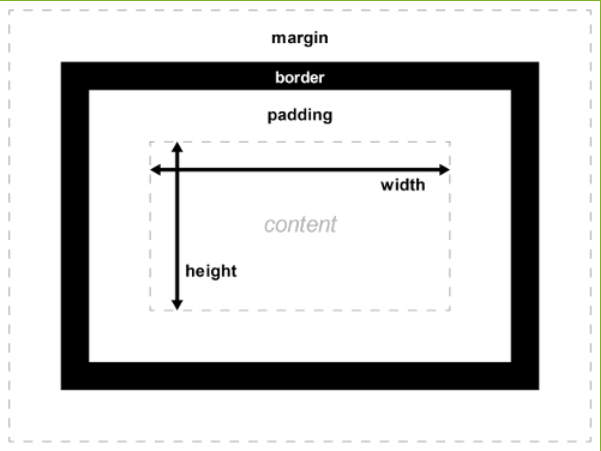 margin
border
padding
width
content
height